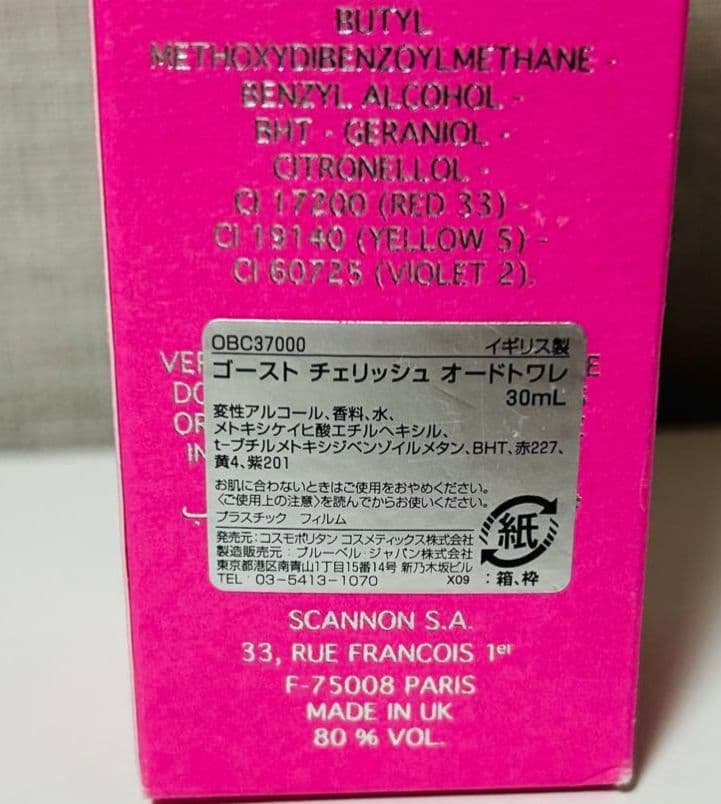 BUTYL
METHOXYDIBENZOYLMETHANE -
BENZYL ALCOHOL -
BHT - GERANIOL -
CITRONELLOL -
CI 17200 (RED 33) -
CI 19140 (YELLOW 5) -
CI 60725 (VIOLET 2).
OBC37000 イギリス製
ゴースト チェリッシュ オードトワレ
30mL
変性アルコール、香料、水、
メトキシケイヒ酸エチルヘキシル、
t-ブチルメトキシジベンゾイルメタン、BHT、赤227、
黄4、紫201
お肌に合わないときはご使用をおやめください。
〈ご使用上の注意〉を読んでからお使いください。
プラスチック フィルム
紙
発売元:コスモポリタン コスメティックス株式会社
製造販売元:ブルーベル・ジャパン株式会社
東京都港区南青山1丁目15番14号 新乃木坂ビル
TEL:03-5413-1070 X09 :箱、枠
SCANNON S.A.
33, RUE FRANCOIS 1er
F-75008 PARIS
MADE IN UK
80 % VOL.